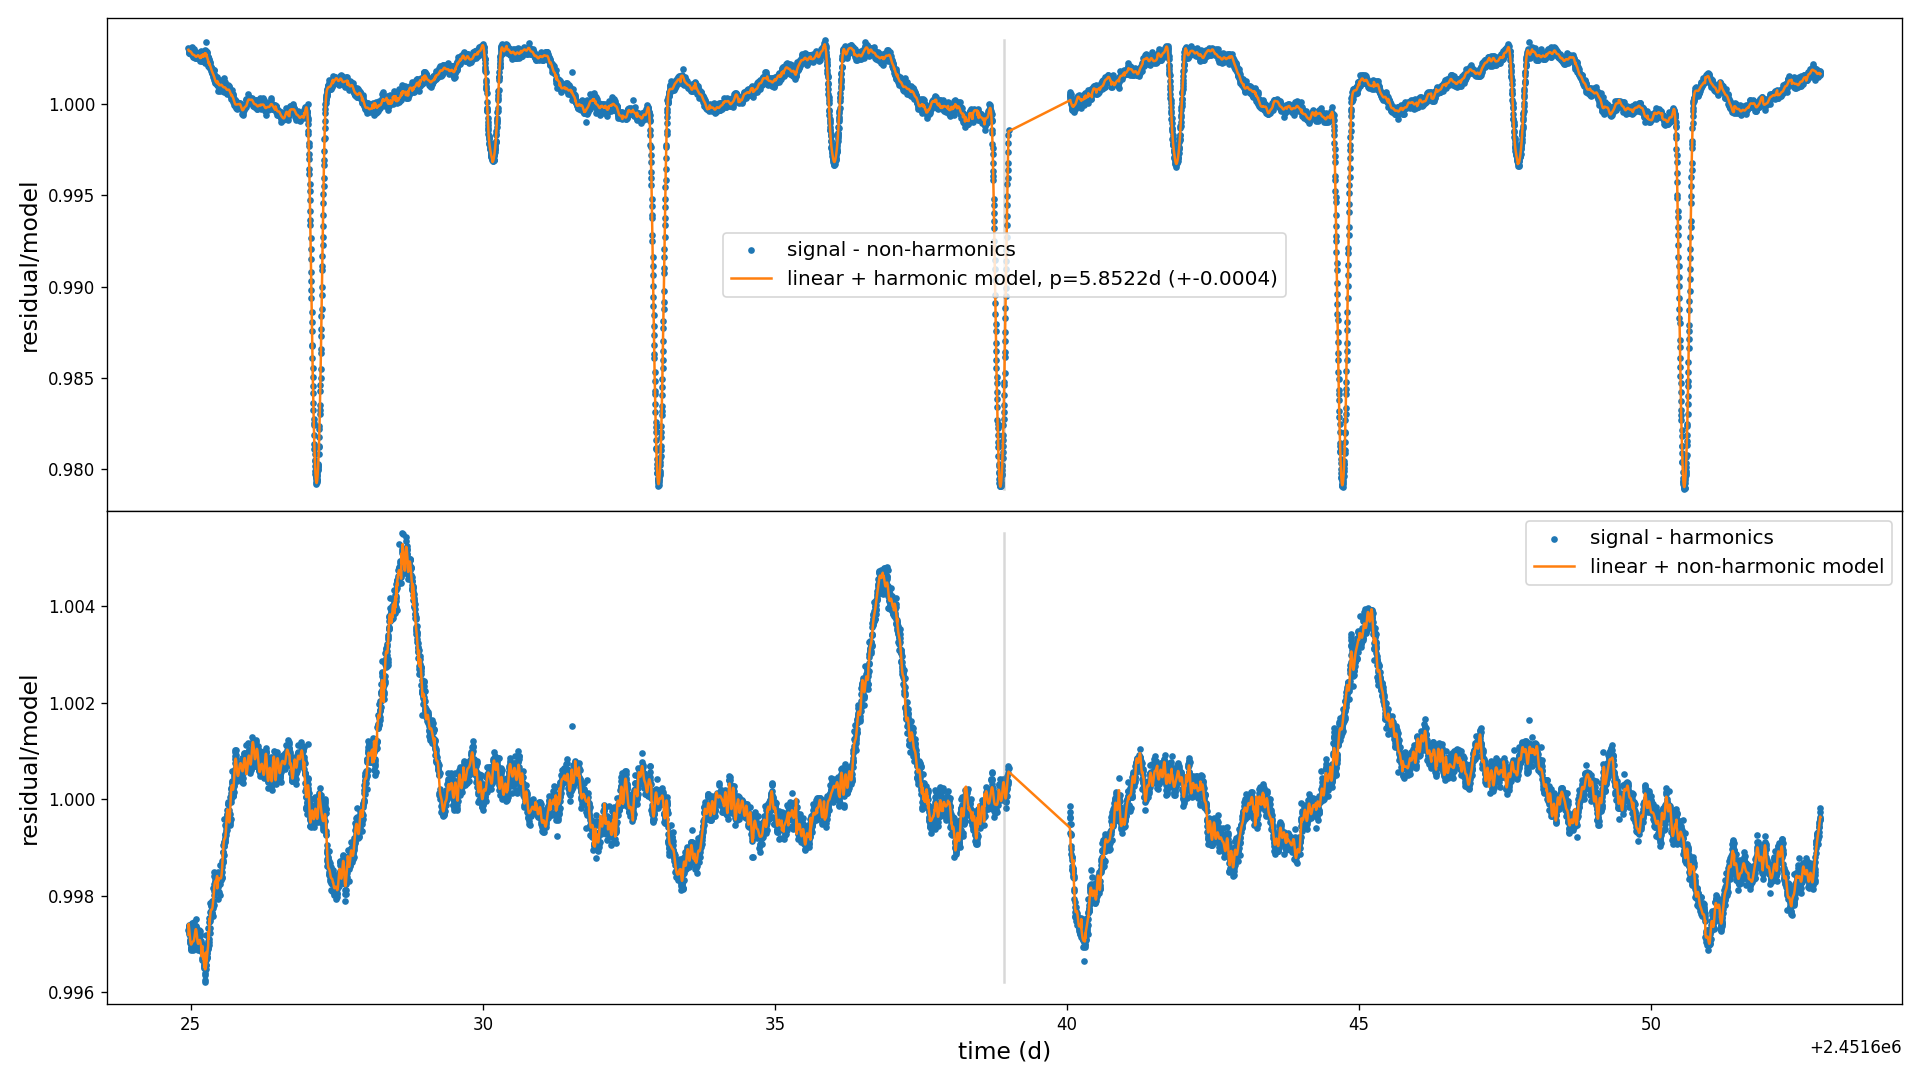 1.000
0.995
0.990
0.985
0.980
residual/model
signal - non-harmonics
linear + harmonic model, p=5.8522d (+-0.0004)
1.004
1.002
1.000
0.998
0.996
residual/model
signal - harmonics
linear + non-harmonic model
25 30 35 40 45 50
time (d)
+2.4516e6